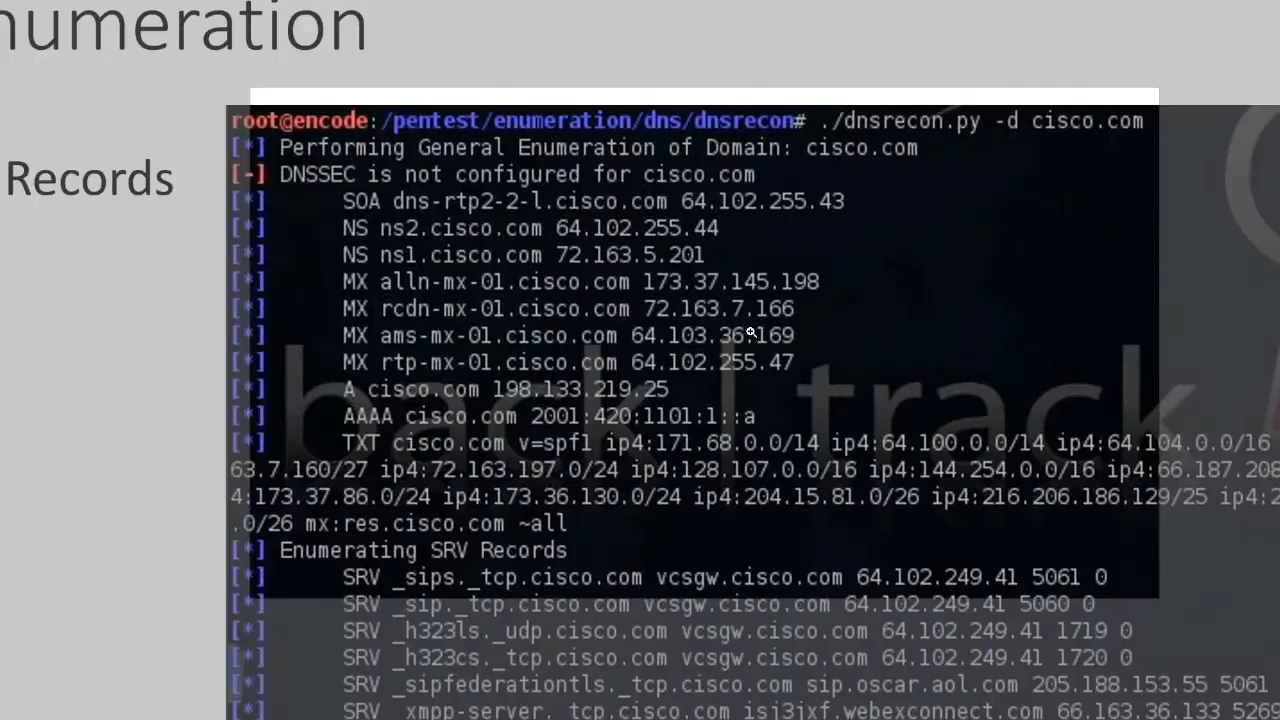 numeration
Records
root@encode:/pentest/enumeration/dns/dnsrecon# ./dnsrecon.py -d cisco.com
[*] Performing General Enumeration of Domain: cisco.com
[-] DNSSEC is not configured for cisco.com
[*] SOA dns-rtp2-2-l.cisco.com 64.102.255.43
[*] NS ns2.cisco.com 64.102.255.44
[*] NS ns1.cisco.com 72.163.5.201
[*] MX alln-mx-01.cisco.com 173.37.145.198
[*] MX rcdn-mx-01.cisco.com 72.163.7.166
[*] MX ams-mx-01.cisco.com 64.103.36.169
[*] MX rtp-mx-01.cisco.com 64.102.255.47
[*] A cisco.com 198.133.219.25
[*] AAAA cisco.com 2001:420:1101:1::a
[*] TXT cisco.com v=spf1 ip4:171.68.0.0/14 ip4:64.100.0.0/14 ip4:64.104.0.0/16
63.7.160/27 ip4:72.163.197.0/24 ip4:128.107.0.0/16 ip4:144.254.0.0/16 ip4:66.187.208
4:173.37.86.0/24 ip4:173.36.130.0/24 ip4:204.15.81.0/26 ip4:216.206.186.129/25 ip4:2
.0/26 mx:res.cisco.com ~all
[*] Enumerating SRV Records
[*] SRV _sips._tcp.cisco.com vcsgw.cisco.com 64.102.249.41 5061 0
[*] SRV _sip._tcp.cisco.com vcsgw.cisco.com 64.102.249.41 5060 0
[*] SRV _h323ls._udp.cisco.com vcsgw.cisco.com 64.102.249.41 1719 0
[*] SRV _h323cs._tcp.cisco.com vcsgw.cisco.com 64.102.249.41 1720 0
[*] SRV _sipfederationtls._tcp.cisco.com sip.oscar.aol.com 205.188.153.55 5061
[*] SRV _xmpp-server._tcp.cisco.com isj3jxf.webexconnect.com 66.163.36.133 5269
back | track